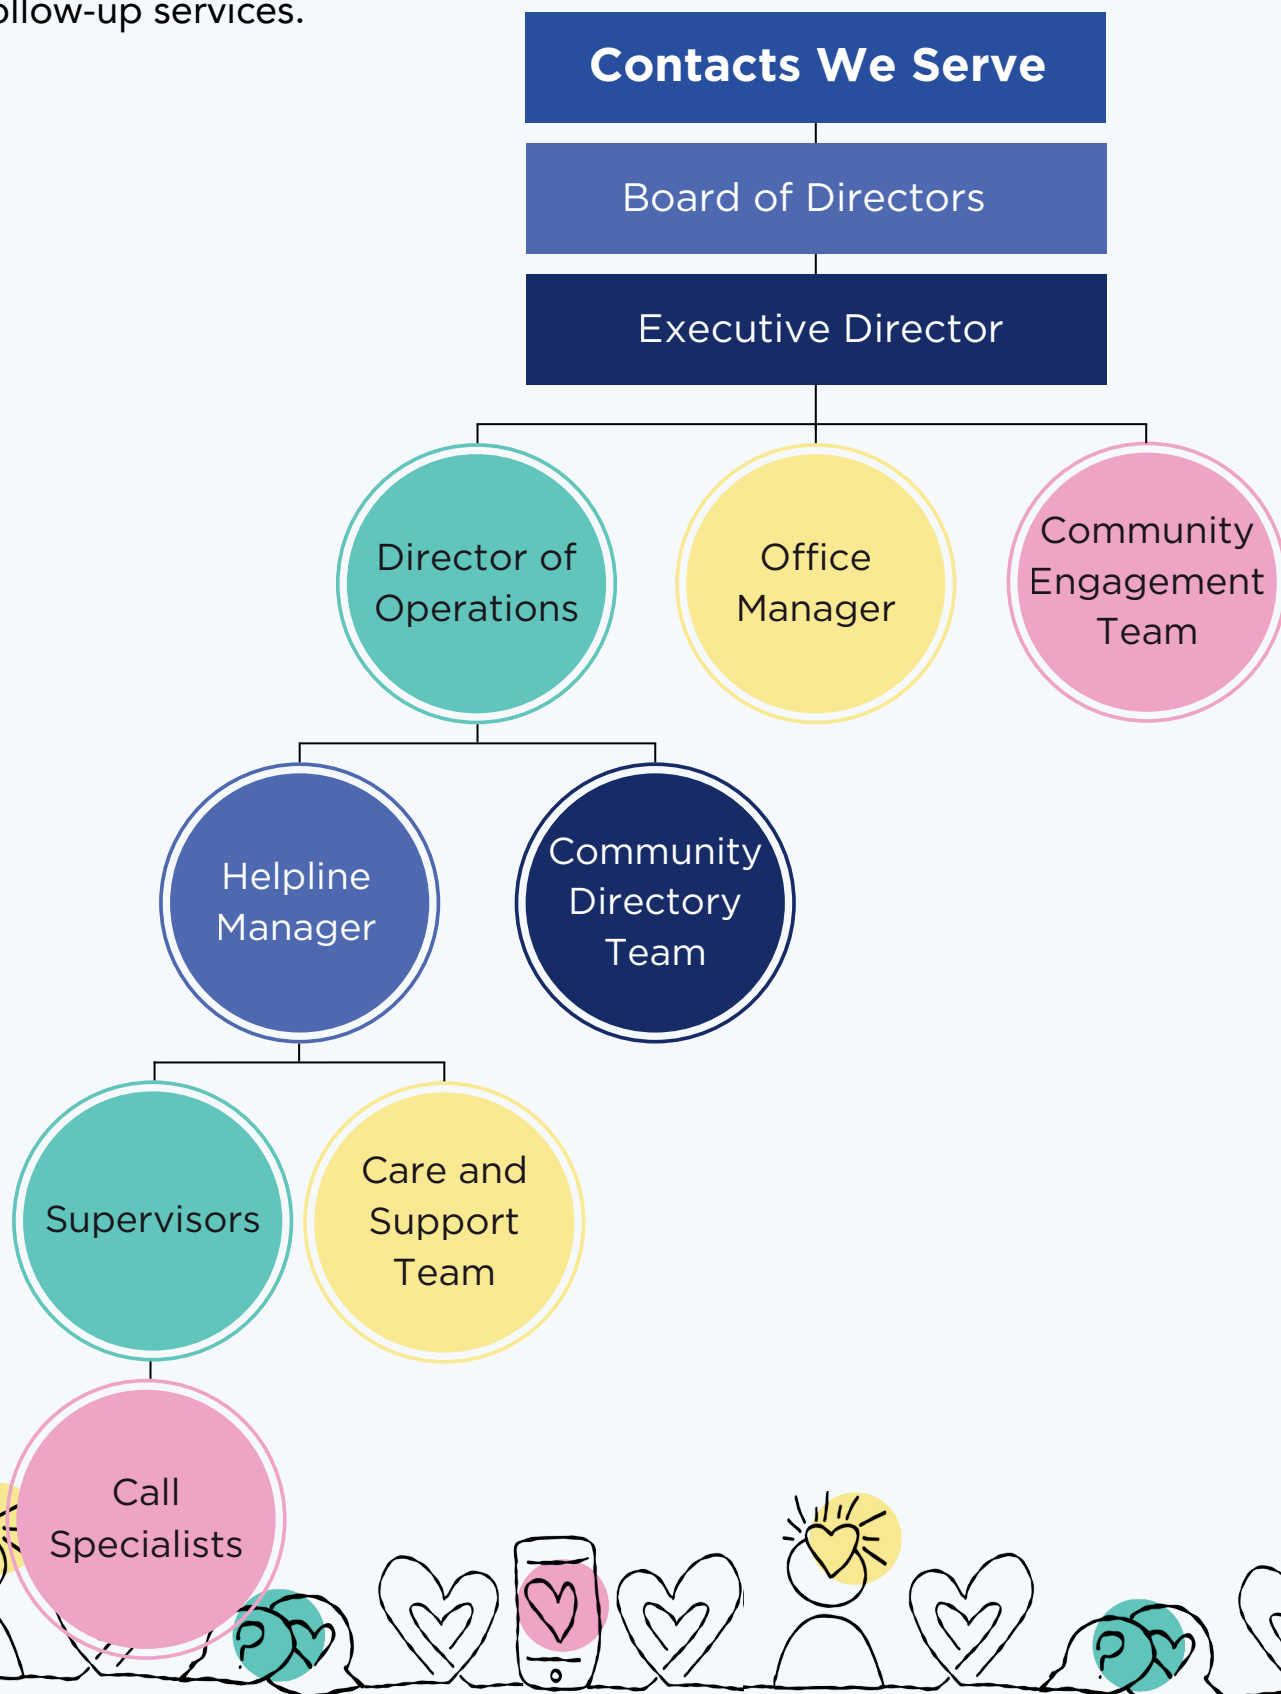 follow-up services.
Contacts We Serve
Board of Directors
Executive Director
Director of
Operations
Office
Manager
Community
Engagement
Team
Helpline
Manager
Community
Directory
Team
Supervisors
Care and
Support
Team
Call
Specialists